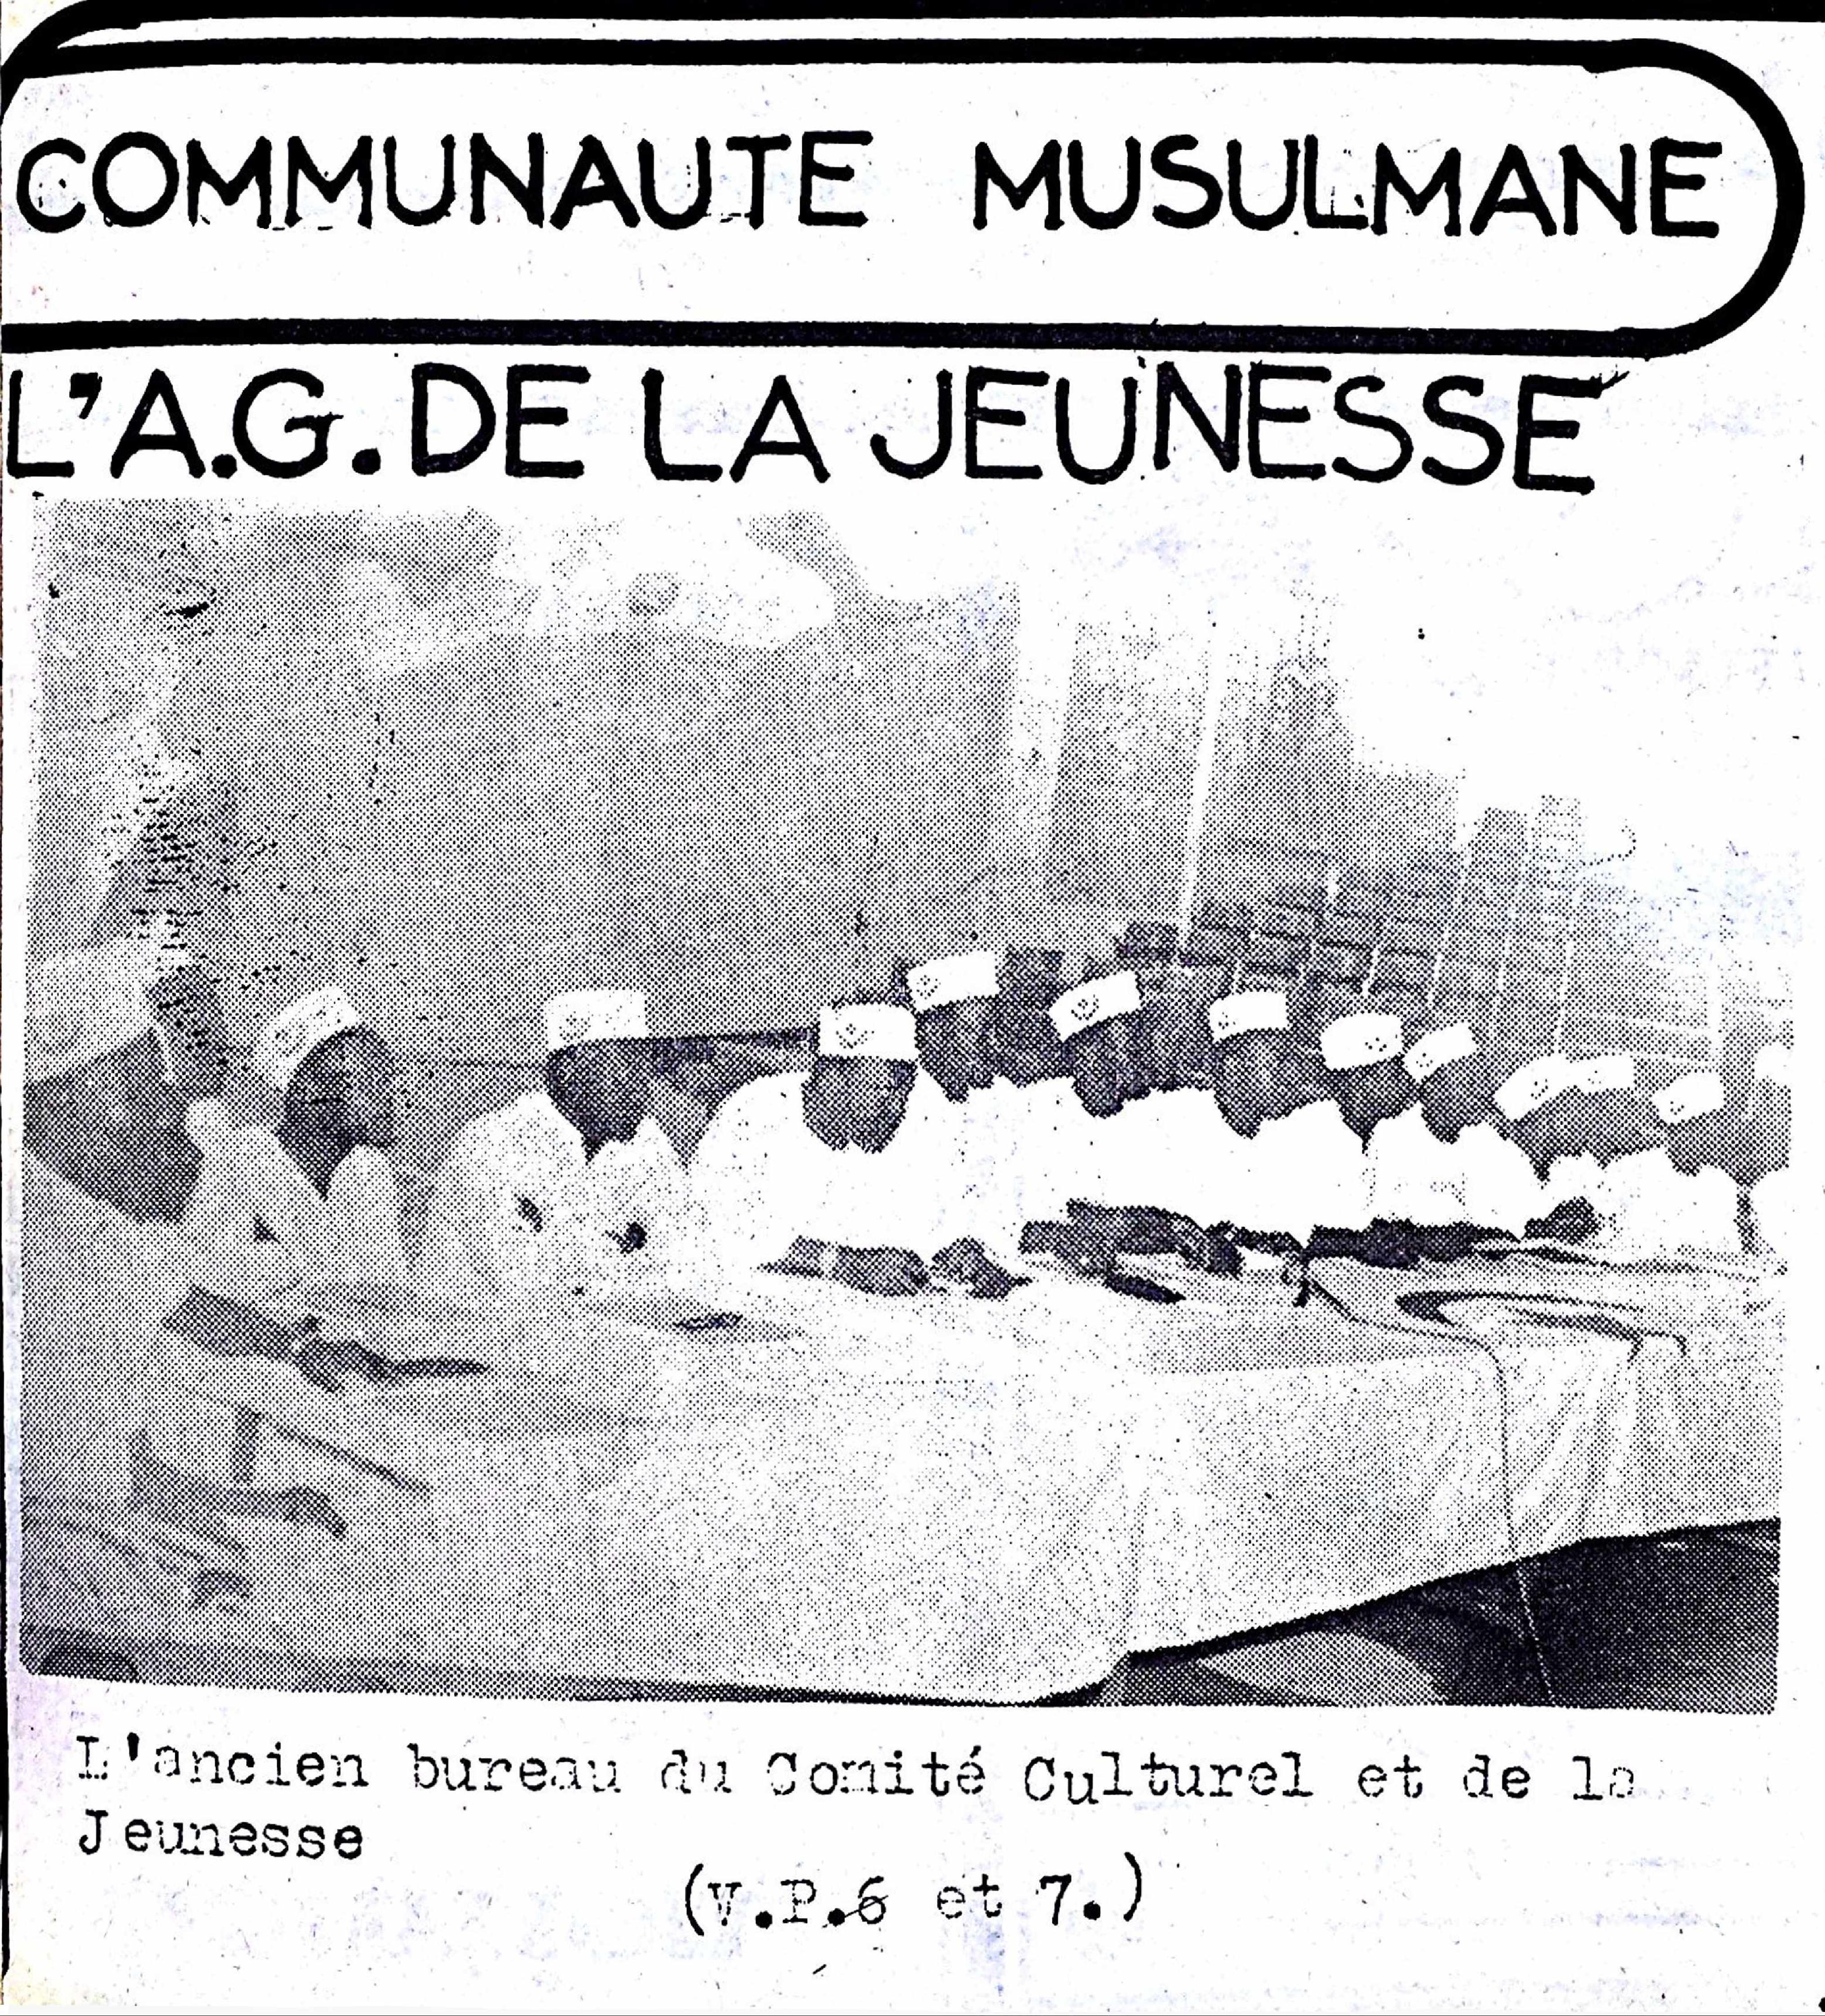 COMMUNAUTE MUSULMANE
L'A.G. DE LA JEUNESSE
L'ancien bureau du Comité Culturel et de la
Jeunesse
(V.P.6 et 7.)